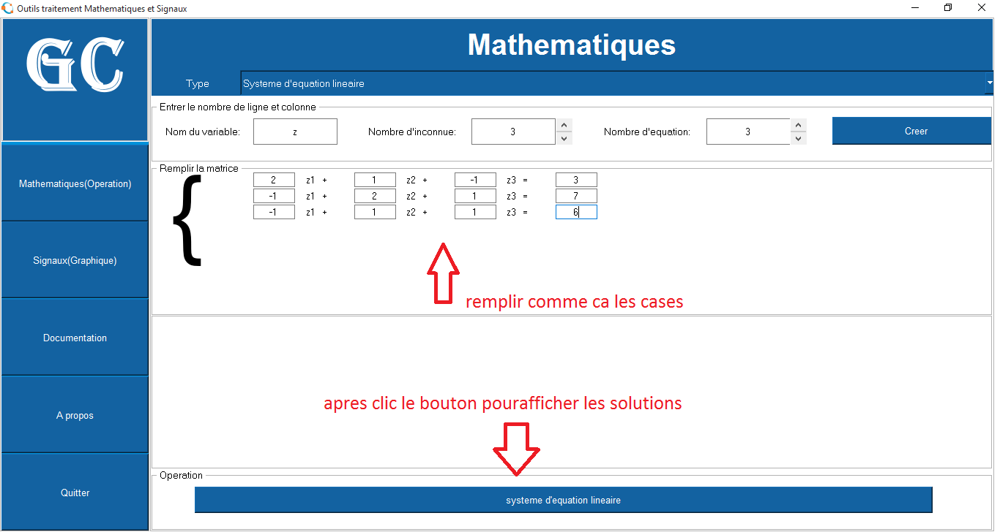 Outils traitement Mathematiques et Signaux
GC
Mathematiques
Type Systeme d'equation lineaire
Entrer le nombre de ligne et colonne
Nom du variable: z Nombre d'inconnue: 3 Nombre d'equation: 3 Creer
Remplir la matrice
{
2 z1 + 1 z2 + -1 z3 = 3
-1 z1 + 2 z2 + 1 z3 = 7
-1 z1 + 1 z2 + 1 z3 = 6
remplir comme ca les cases
apres clic le bouton pourafficher les solutions
Operation
systeme d'equation lineaire
Mathematiques(Operation)
Signaux(Graphique)
Documentation
A propos
Quitter